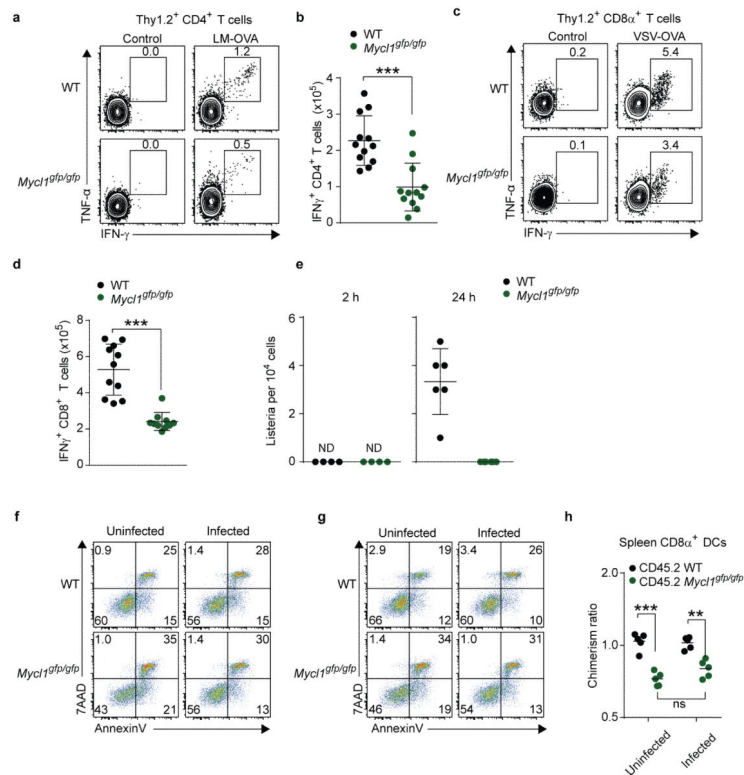 a
Thy1.2+ CD4+ T cells
Control LM-OVA
WT
0.0 1.2
Mycl1gfp/gfp
0.0 0.5
TNF-α
IFN-γ
b
WT
Mycl1gfp/gfp
IFNγ+ CD4+ T cells (x10⁵)
4
3
2
1
0
***
c
Thy1.2+ CD8α+ T cells
Control VSV-OVA
WT
0.2 5.4
Mycl1gfp/gfp
0.1 3.4
TNF-α
IFN-γ
d
WT
Mycl1gfp/gfp
IFNγ+ CD8+ T cells (x10⁵)
8
6
4
2
0
***
e
WT
Mycl1gfp/gfp
2 h 24 h
Listeria per 10⁴ cells
6
4
2
0
ND ND
f
Uninfected Infected
WT
0.9 25 1.4 28
60 15 56 15
Mycl1gfp/gfp
1.0 35 1.4 30
43 21 56 13
7AAD
AnnexinV
g
Uninfected Infected
WT
2.9 19 3.4 26
66 12 60 10
Mycl1gfp/gfp
1.4 34 1.0 31
46 19 54 13
7AAD
AnnexinV
h
Spleen CD8α+ DCs
CD45.2 WT
CD45.2 Mycl1gfp/gfp
Chimerism ratio
2.0
1.0
0.5
*** **
ns
Uninfected Infected